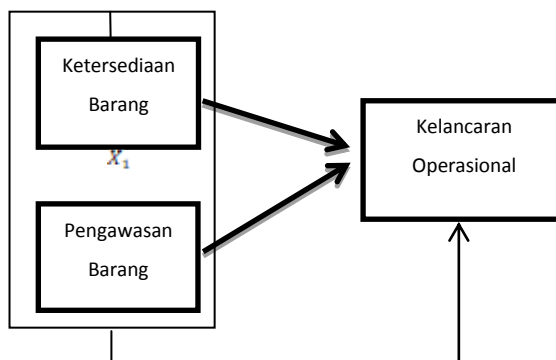 Ketersediaan
Barang
X₁
Pengawasan
Barang
Kelancaran
Operasional